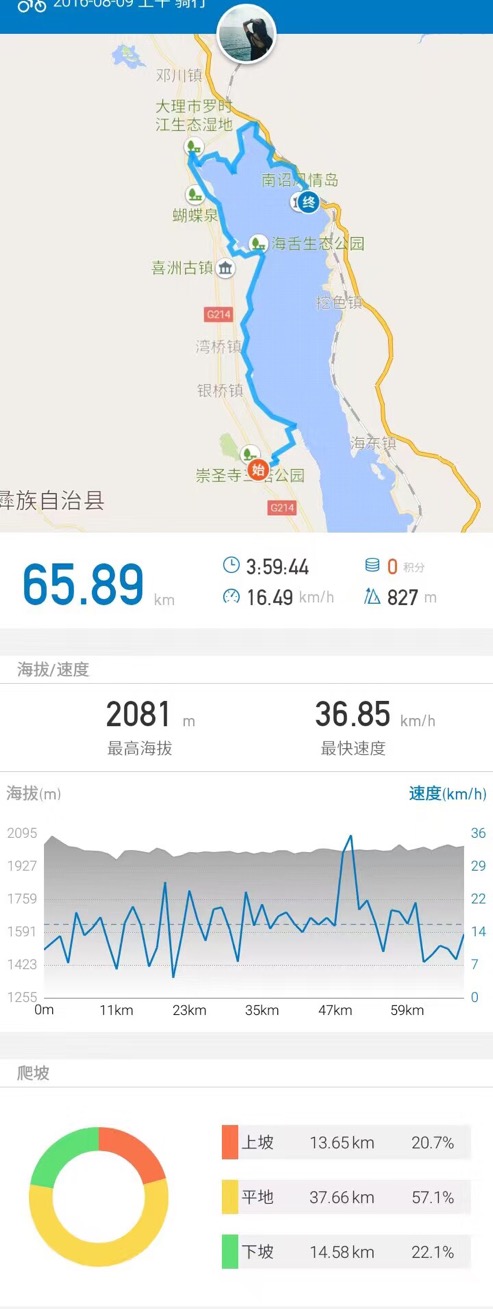 2016-08-09 上午 骑行
邓川镇
大理市罗时
江生态湿地
南诏风情岛
终
蝴蝶泉
海舌生态公园
喜洲古镇
挖色镇
G214
湾桥镇
银桥镇
海东镇
始
崇圣寺三塔公园
彝族自治县
G214
65.89 km
3:59:44
0 积分
16.49 km/h
827 m
海拔/速度
2081 m
36.85 km/h
最高海拔
最快速度
海拔(m)
速度(km/h)
2095 36
1927 29
1759 22
1591 14
1423 7
1255 0
0m 11km 23km 35km 47km 59km
爬坡
上坡 13.65 km 20.7%
平地 37.66 km 57.1%
下坡 14.58 km 22.1%